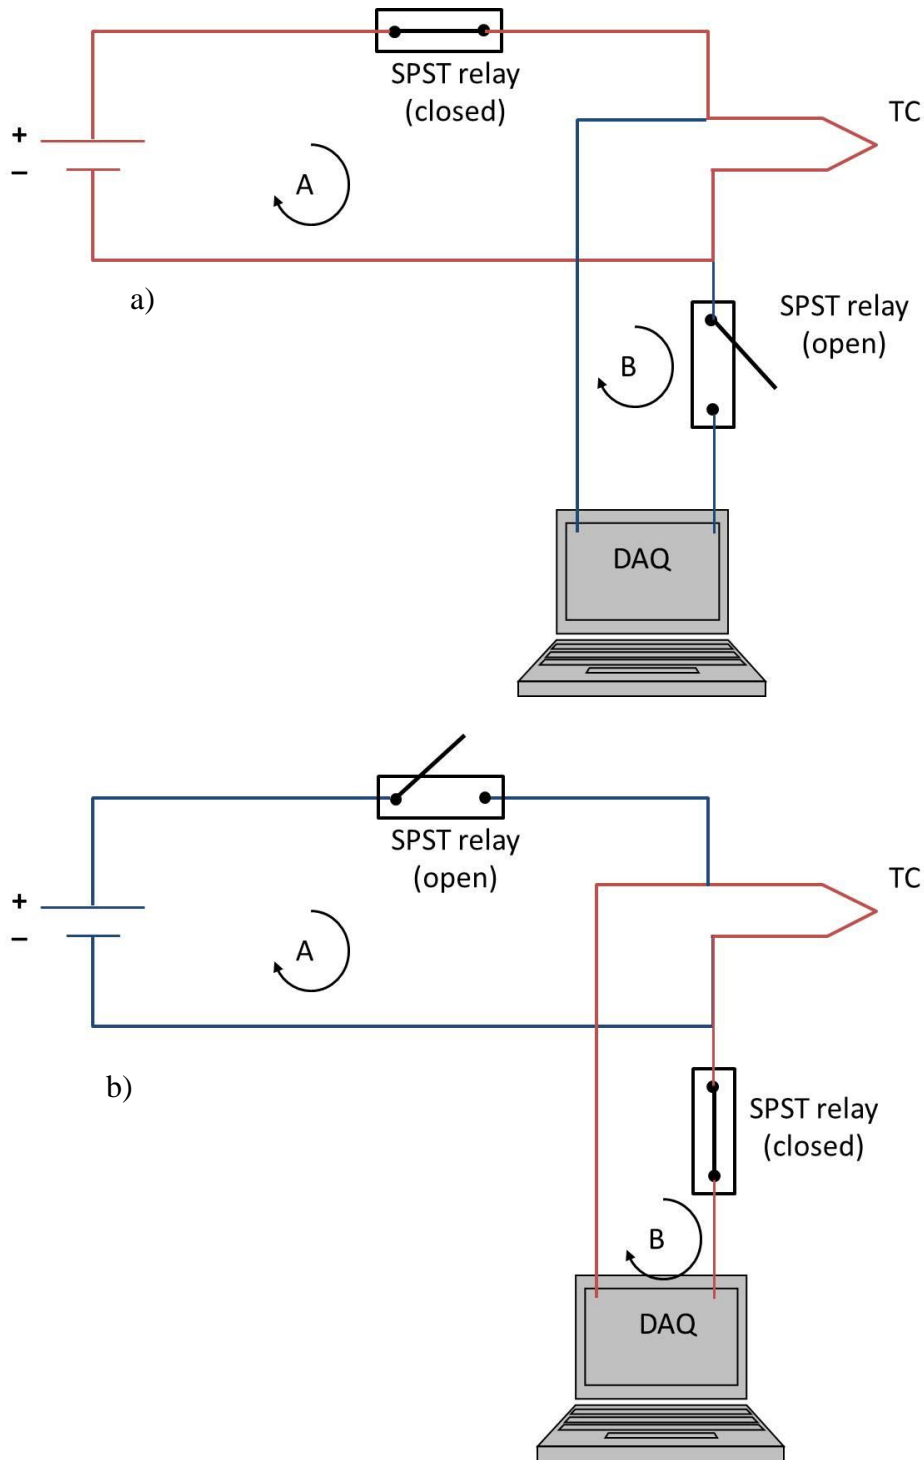 SPST relay
(closed)
TC
+
–
A
a)
SPST relay
(open)
B
DAQ
SPST relay
(open)
TC
+
–
A
b)
SPST relay
(closed)
B
DAQ